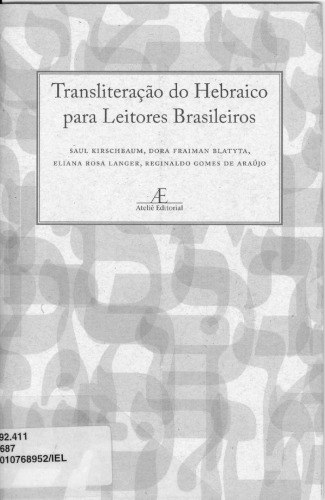 Transliteração do Hebraico
para Leitores Brasileiros
SAUL KIRSCHBAUM, DORA FRAIMAN BLATYTA,
ELIANA ROSA LANGER, REGINALDO GOMES DE ARAÚJO
Æ
Ateliê Editorial
92.411
687
010768952/IEL